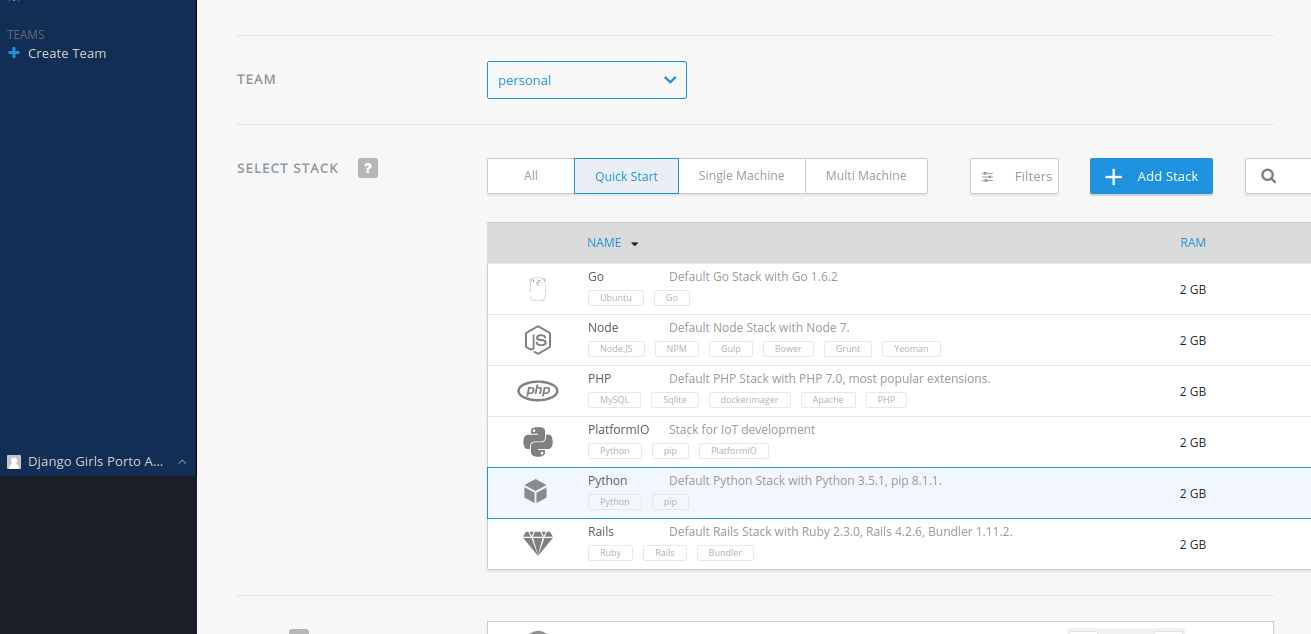 TEAMS
Create Team
TEAM
personal
SELECT STACK ?
All Quick Start Single Machine Multi Machine Filters Add Stack
NAME RAM
Go Default Go Stack with Go 1.6.2
Ubuntu Go
2 GB
JS
Node Default Node Stack with Node 7.
Node.JS NPM Gulp Bower Grunt Yeoman
2 GB
php
PHP Default PHP Stack with PHP 7.0, most popular extensions.
MySQL Sqlite dockerimager Apache PHP
2 GB
PlatformIO Stack for IoT development
Python pip PlatformIO
2 GB
Python Default Python Stack with Python 3.5.1, pip 8.1.1.
Python pip
2 GB
Rails Default Rails Stack with Ruby 2.3.0, Rails 4.2.6, Bundler 1.11.2.
Ruby Rails Bundler
2 GB
Django Girls Porto A...